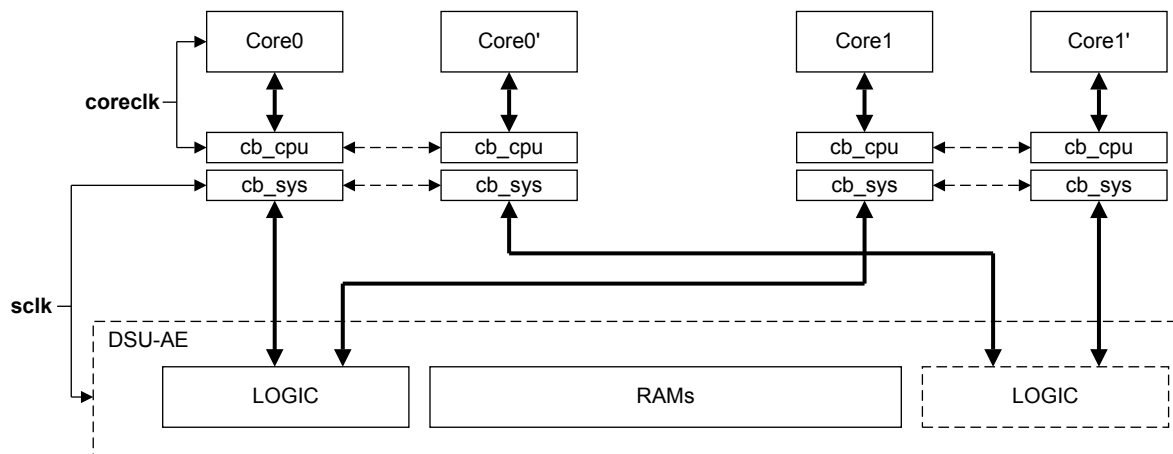 Core0
Core0'
Core1
Core1'
coreclk
cb_cpu
cb_cpu
cb_cpu
cb_cpu
cb_sys
cb_sys
cb_sys
cb_sys
sclk
DSU-AE
LOGIC
RAMs
LOGIC